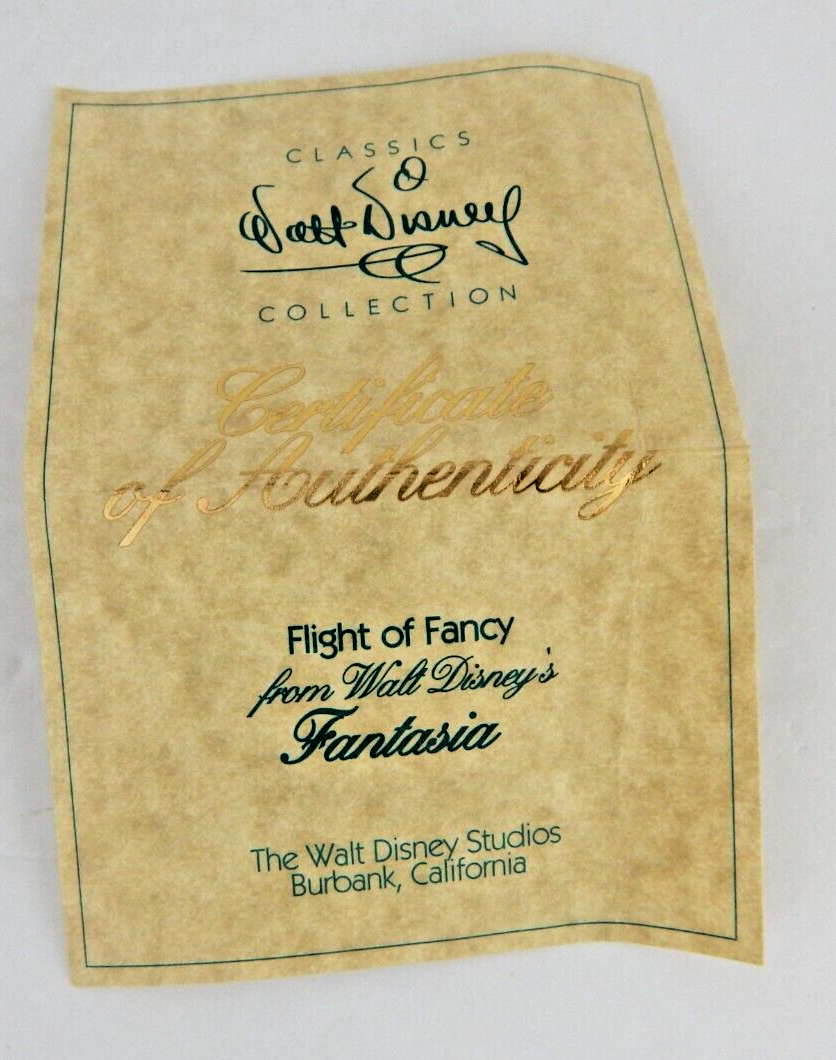 CLASSICS
Walt Disney
COLLECTION
Certificate
of Authenticity
Flight of Fancy
from Walt Disney's
Fantasia
The Walt Disney Studios
Burbank, California